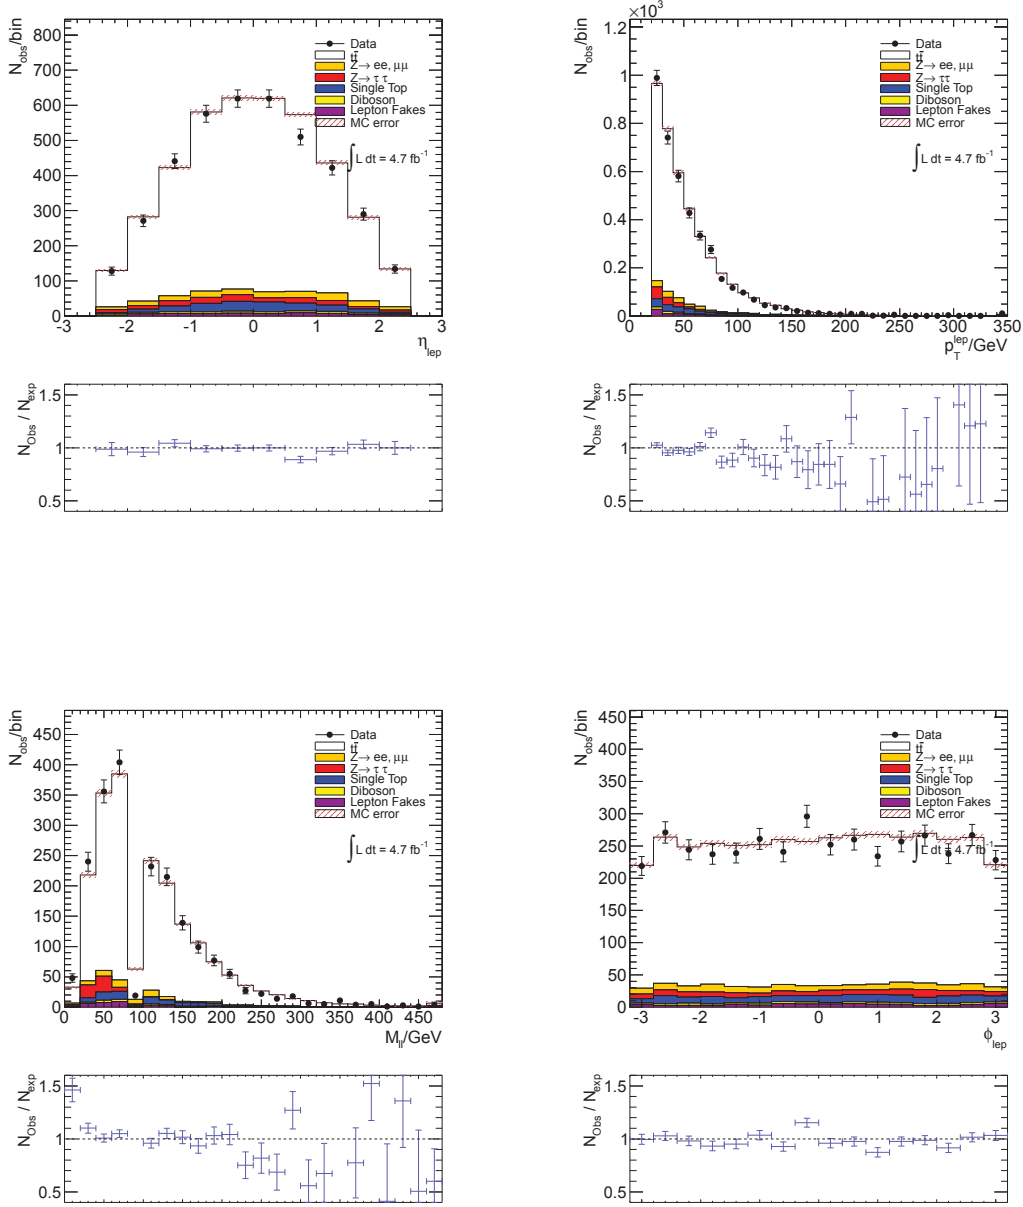 N_obs/bin
800
700
600
500
400
300
200
100
0
Data
tt̄
Z→ ee, μμ
Z→ τ τ
Single Top
Diboson
Lepton Fakes
MC error
∫ L dt = 4.7 fb⁻¹
-3 -2 -1 0 1 2 3
η_lep
N_Obs / N_exp
1.5
1
0.5
×10³
N_obs/bin
1.2
1
0.8
0.6
0.4
0.2
0
Data
tt̄
Z→ ee, μμ
Z→ ττ
Single Top
Diboson
Lepton Fakes
MC error
∫ L dt = 4.7 fb⁻¹
0 50 100 150 200 250 300 350
p_T^lep/GeV
N_Obs / N_exp
1.5
1
0.5
N_obs/bin
450
400
350
300
250
200
150
100
50
0
Data
tt̄
Z→ ee, μμ
Z→ τ τ
Single Top
Diboson
Lepton Fakes
MC error
∫ L dt = 4.7 fb⁻¹
0 50 100 150 200 250 300 350 400 450
M_ll/GeV
N_Obs / N_exp
1.5
1
0.5
N_obs/bin
450
400
350
300
250
200
150
100
50
0
Data
tt̄
Z→ ee, μμ
Z→ τ τ
Single Top
Diboson
Lepton Fakes
MC error
∫ L dt = 4.7 fb⁻¹
-3 -2 -1 0 1 2 3
ϕ_lep
N_Obs / N_exp
1.5
1
0.5